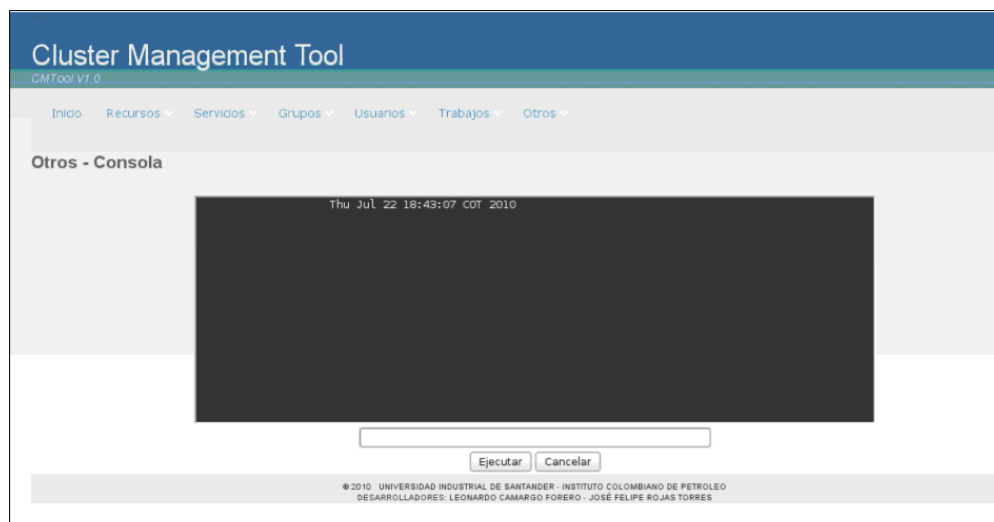 Cluster Management Tool
CMTool V1.0
Inicio Recursos Servicios Grupos Usuarios Trabajos Otros
Otros - Consola
Thu Jul 22 18:43:07 COT 2010
Ejecutar Cancelar
© 2010 UNIVERSIDAD INDUSTRIAL DE SANTANDER - INSTITUTO COLOMBIANO DE PETROLEO
DESARROLLADORES: LEONARDO CAMARGO FORERO - JOSÉ FELIPE ROJAS TORRES